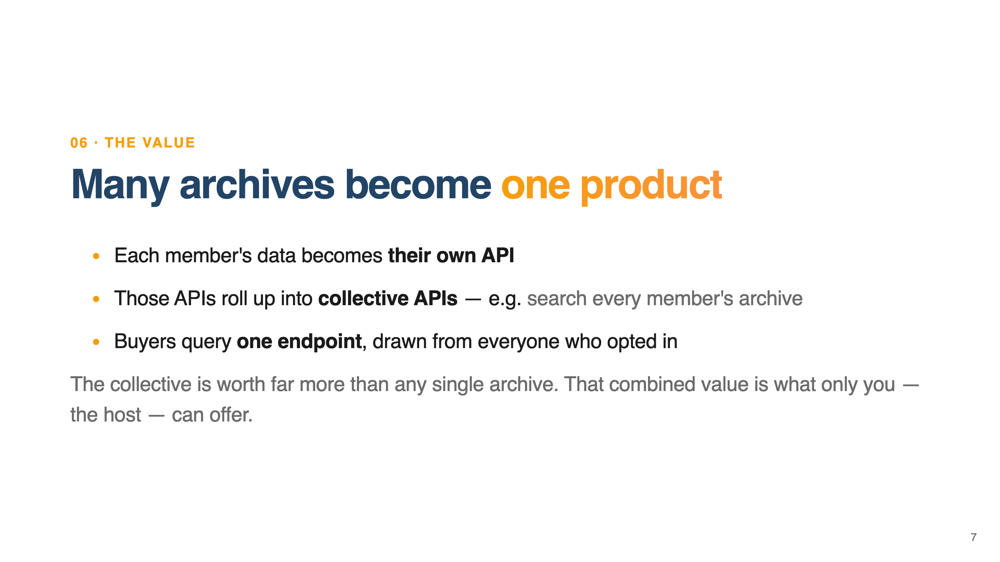 06 · THE VALUE
Many archives become one product
• Each member's data becomes their own API
• Those APIs roll up into collective APIs — e.g. search every member's archive
• Buyers query one endpoint, drawn from everyone who opted in
The collective is worth far more than any single archive. That combined value is what only you —
the host — can offer.
7